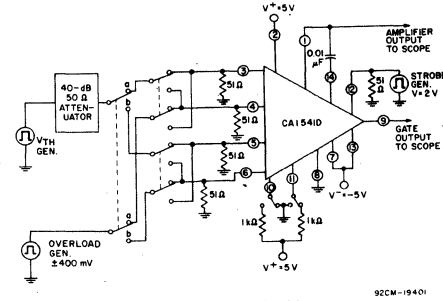 V+=5V
②
①
AMPLIFIER
OUTPUT
TO SCOPE
0.01
μF
⑭
40-dB
50 Ω
ATTEN-
UATOR
a
b
③
51Ω
④
51Ω
⑤
51Ω
⑥
51Ω
CA1541D
⑫
51
Ω
STROBE
GEN.
V=2V
⑨
GATE OUTPUT
TO SCOPE
VTH
GEN.
⑩
⑪
⑧
⑦
⑬
V-=-5V
1kΩ
1kΩ
V+=5V
a
b
OVERLOAD
GEN.
±400 mV
92CM-19401